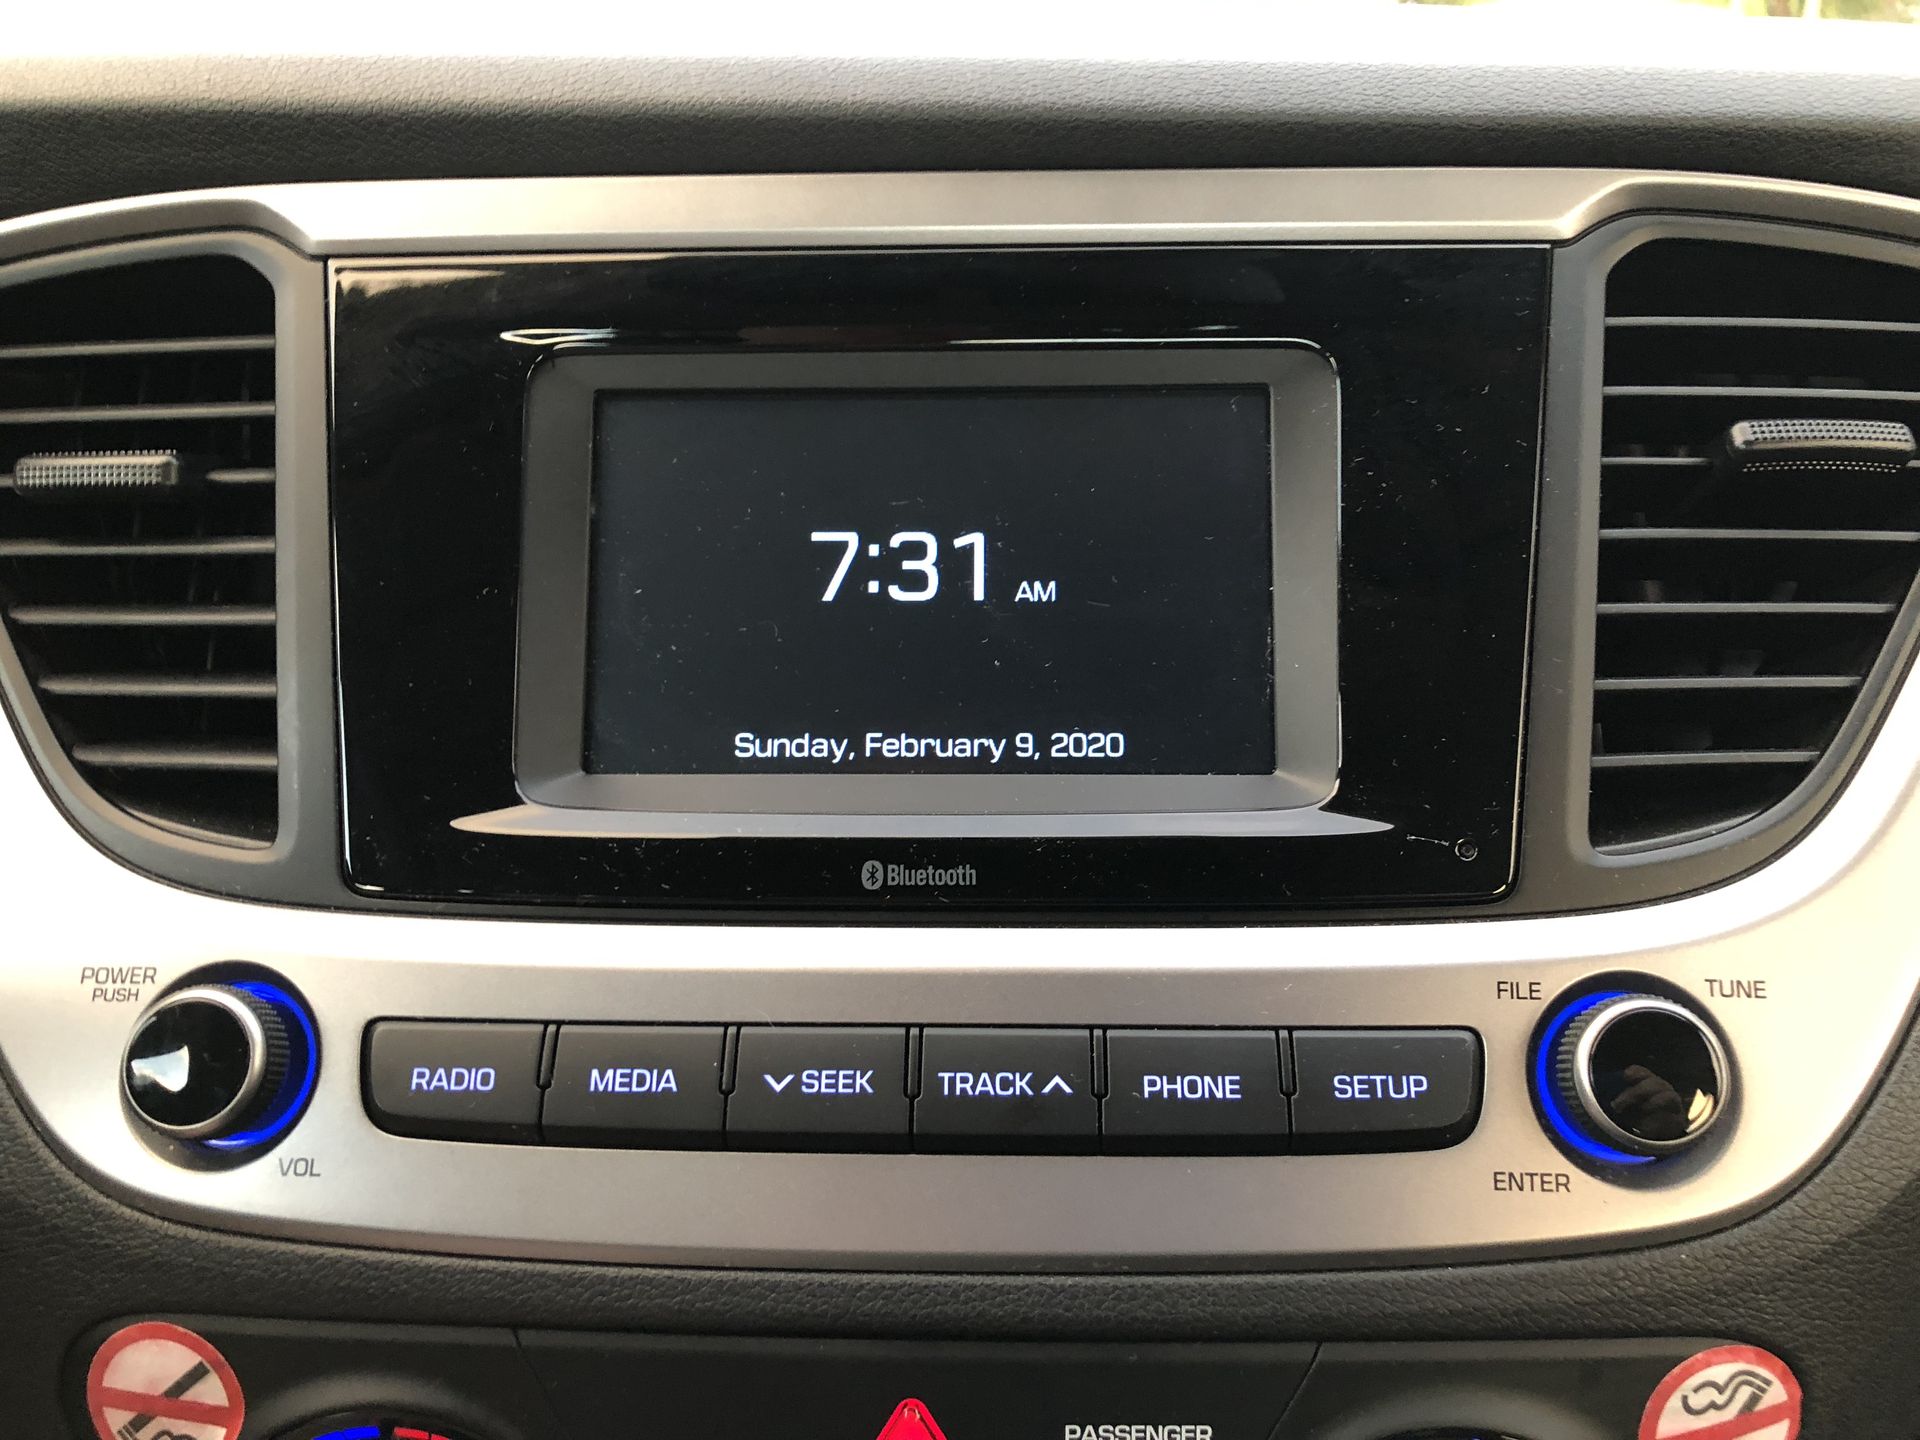 7:31 AM
Sunday, February 9, 2020
Bluetooth
POWER
PUSH
VOL
RADIO
MEDIA
SEEK
TRACK
PHONE
SETUP
FILE
TUNE
ENTER
PASSENGER